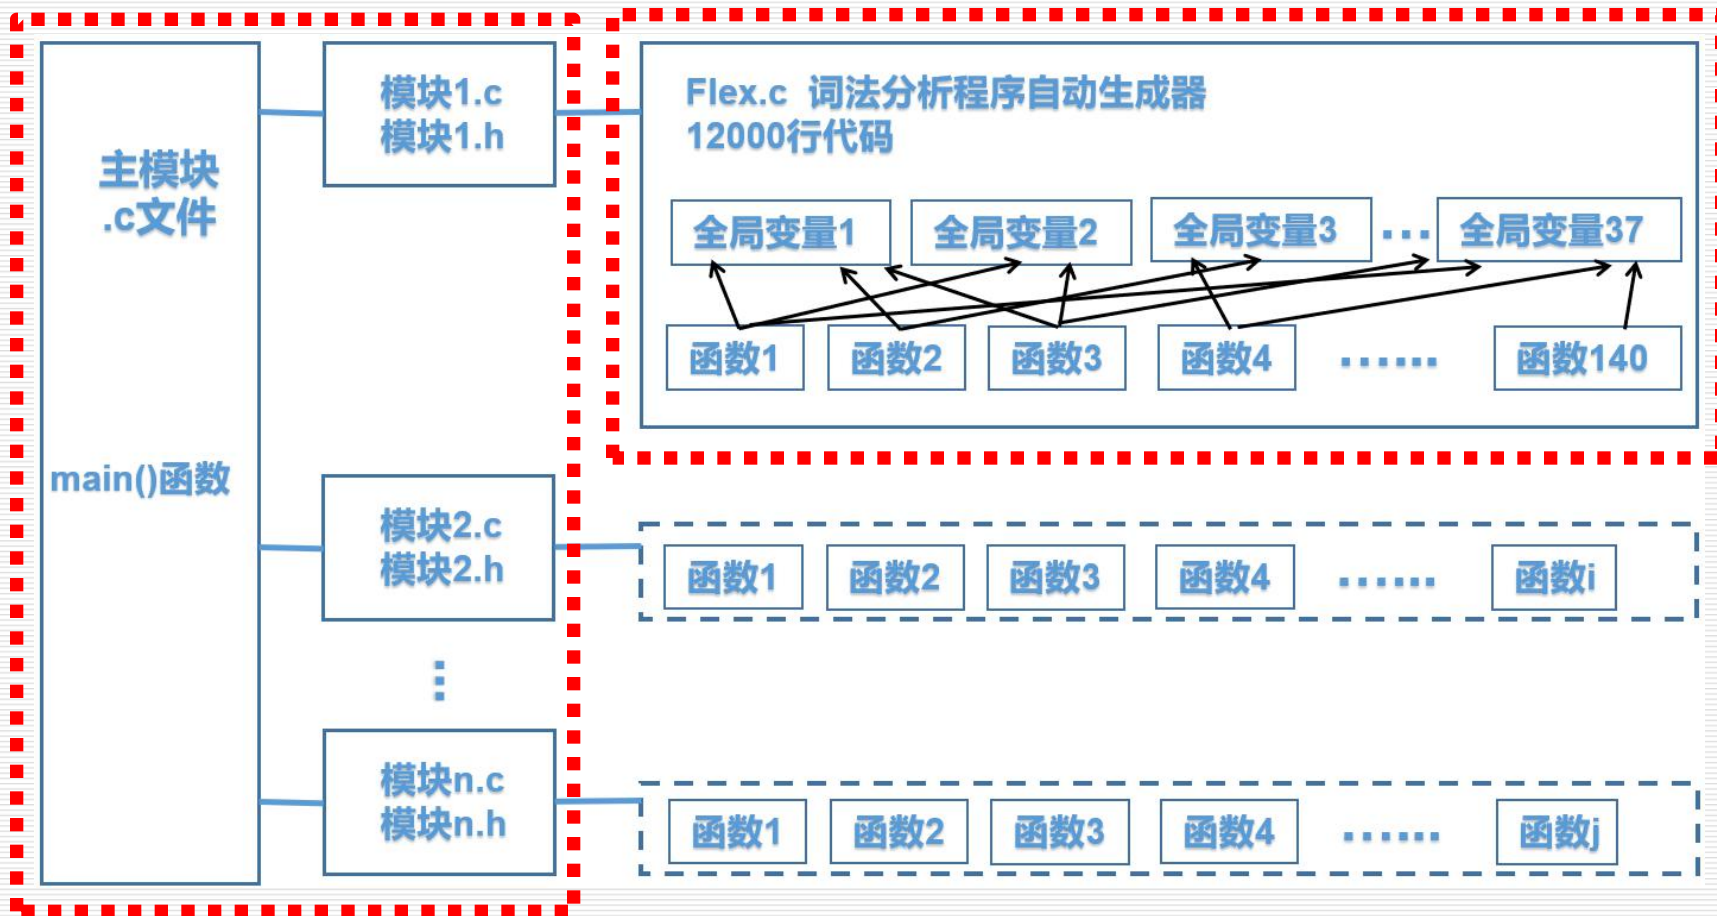 主模块
.c文件
main()函数
模块1.c
模块1.h
Flex.c 词法分析程序自动生成器
12000行代码
全局变量1 全局变量2 全局变量3 ... 全局变量37
函数1 函数2 函数3 函数4 ...... 函数140
模块2.c
模块2.h
函数1 函数2 函数3 函数4 ...... 函数i
...
模块n.c
模块n.h
函数1 函数2 函数3 函数4 ...... 函数j